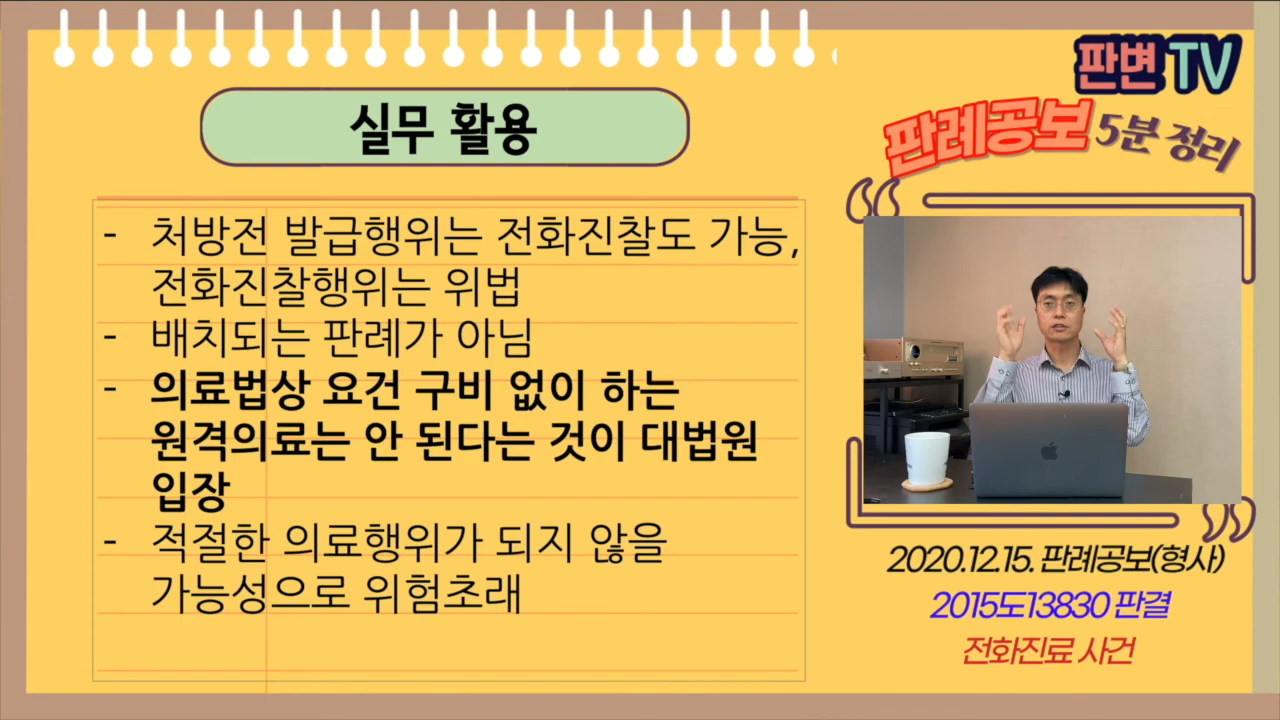 실무 활용
- 처방전 발급행위는 전화진찰도 가능,
전화진찰행위는 위법
- 배치되는 판례가 아님
- 의료법상 요건 구비 없이 하는
원격의료는 안 된다는 것이 대법원
입장
- 적절한 의료행위가 되지 않을
가능성으로 위험초래
판변 TV
판례공보 5분 정리
2020.12.15. 판례공보(형사)
2015도13830 판결
전화진료 사건